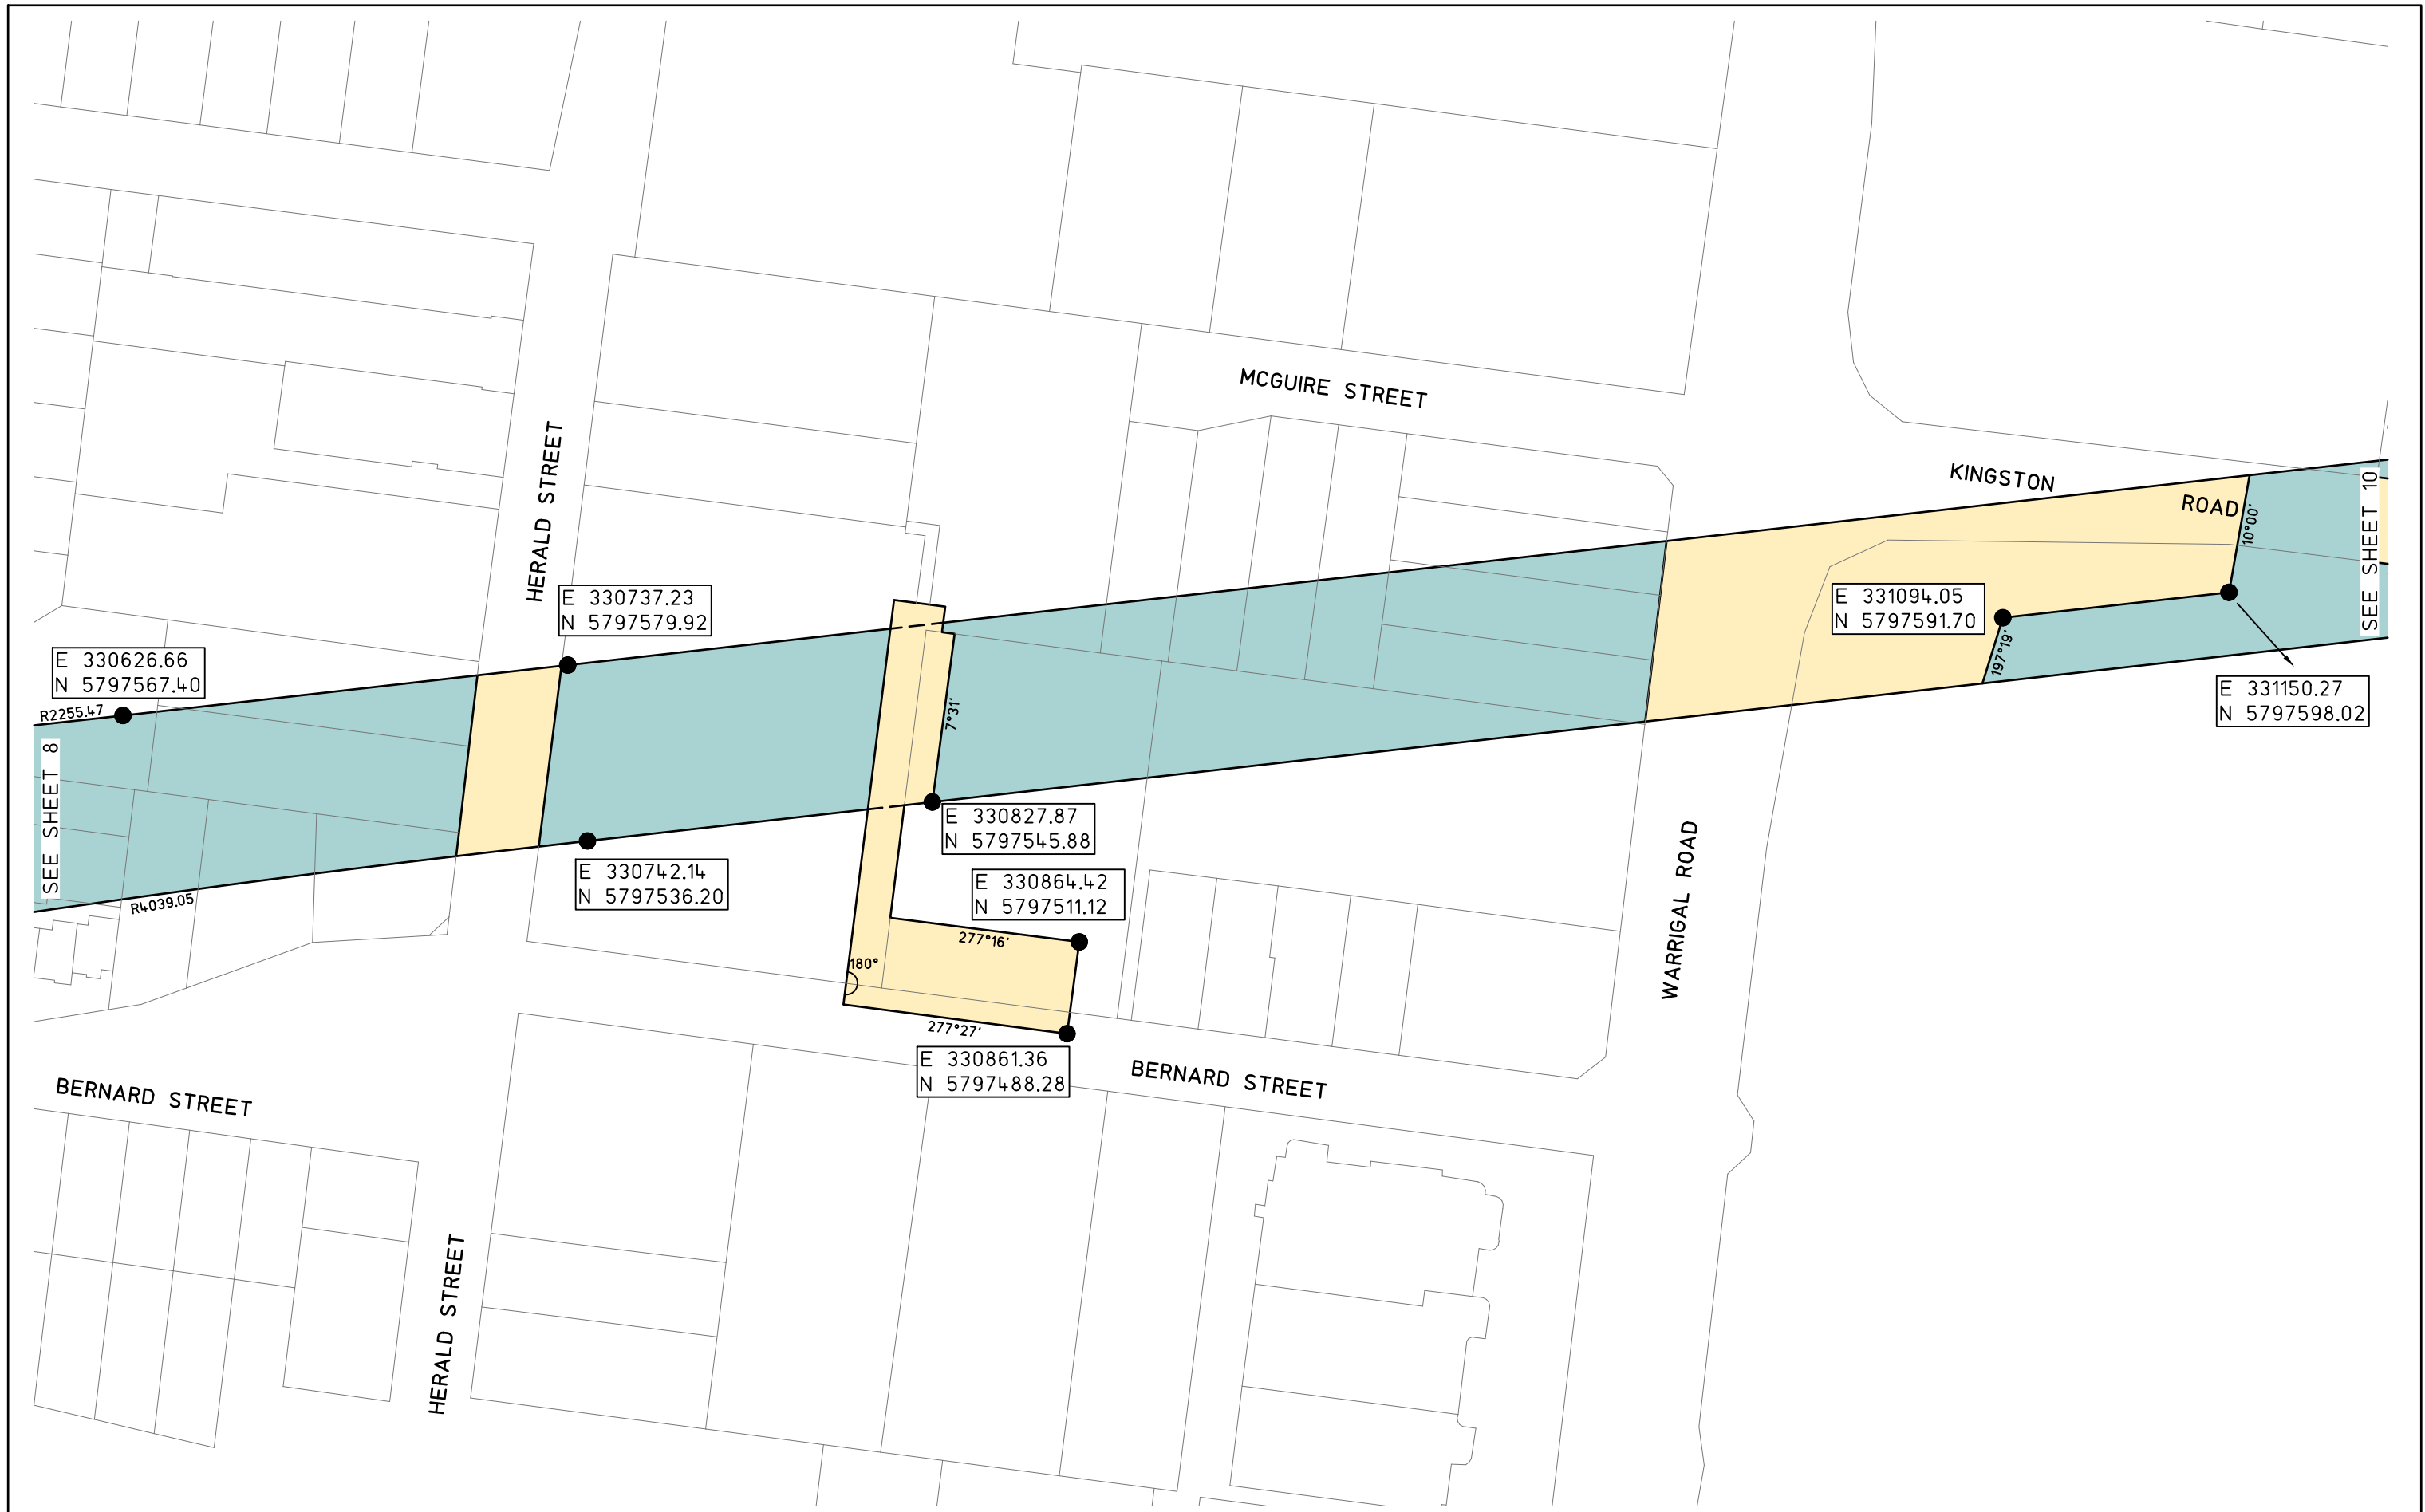 MCGUIRE STREET
HERALD STREET
KINGSTON
ROAD
10°00'
SEE SHEET 10
E 330737.23
N 5797579.92
E 331094.05
N 5797591.70
E 330626.66
N 5797567.40
R2255.47
197°19'
E 331150.27
N 5797598.02
7°31'
SEE SHEET 8
E 330827.87
N 5797545.88
E 330742.14
N 5797536.20
R4039.05
E 330864.42
N 5797511.12
WARRIGAL ROAD
277°16'
180°
277°27'
E 330861.36
N 5797488.28
BERNARD STREET
BERNARD STREET
HERALD STREET